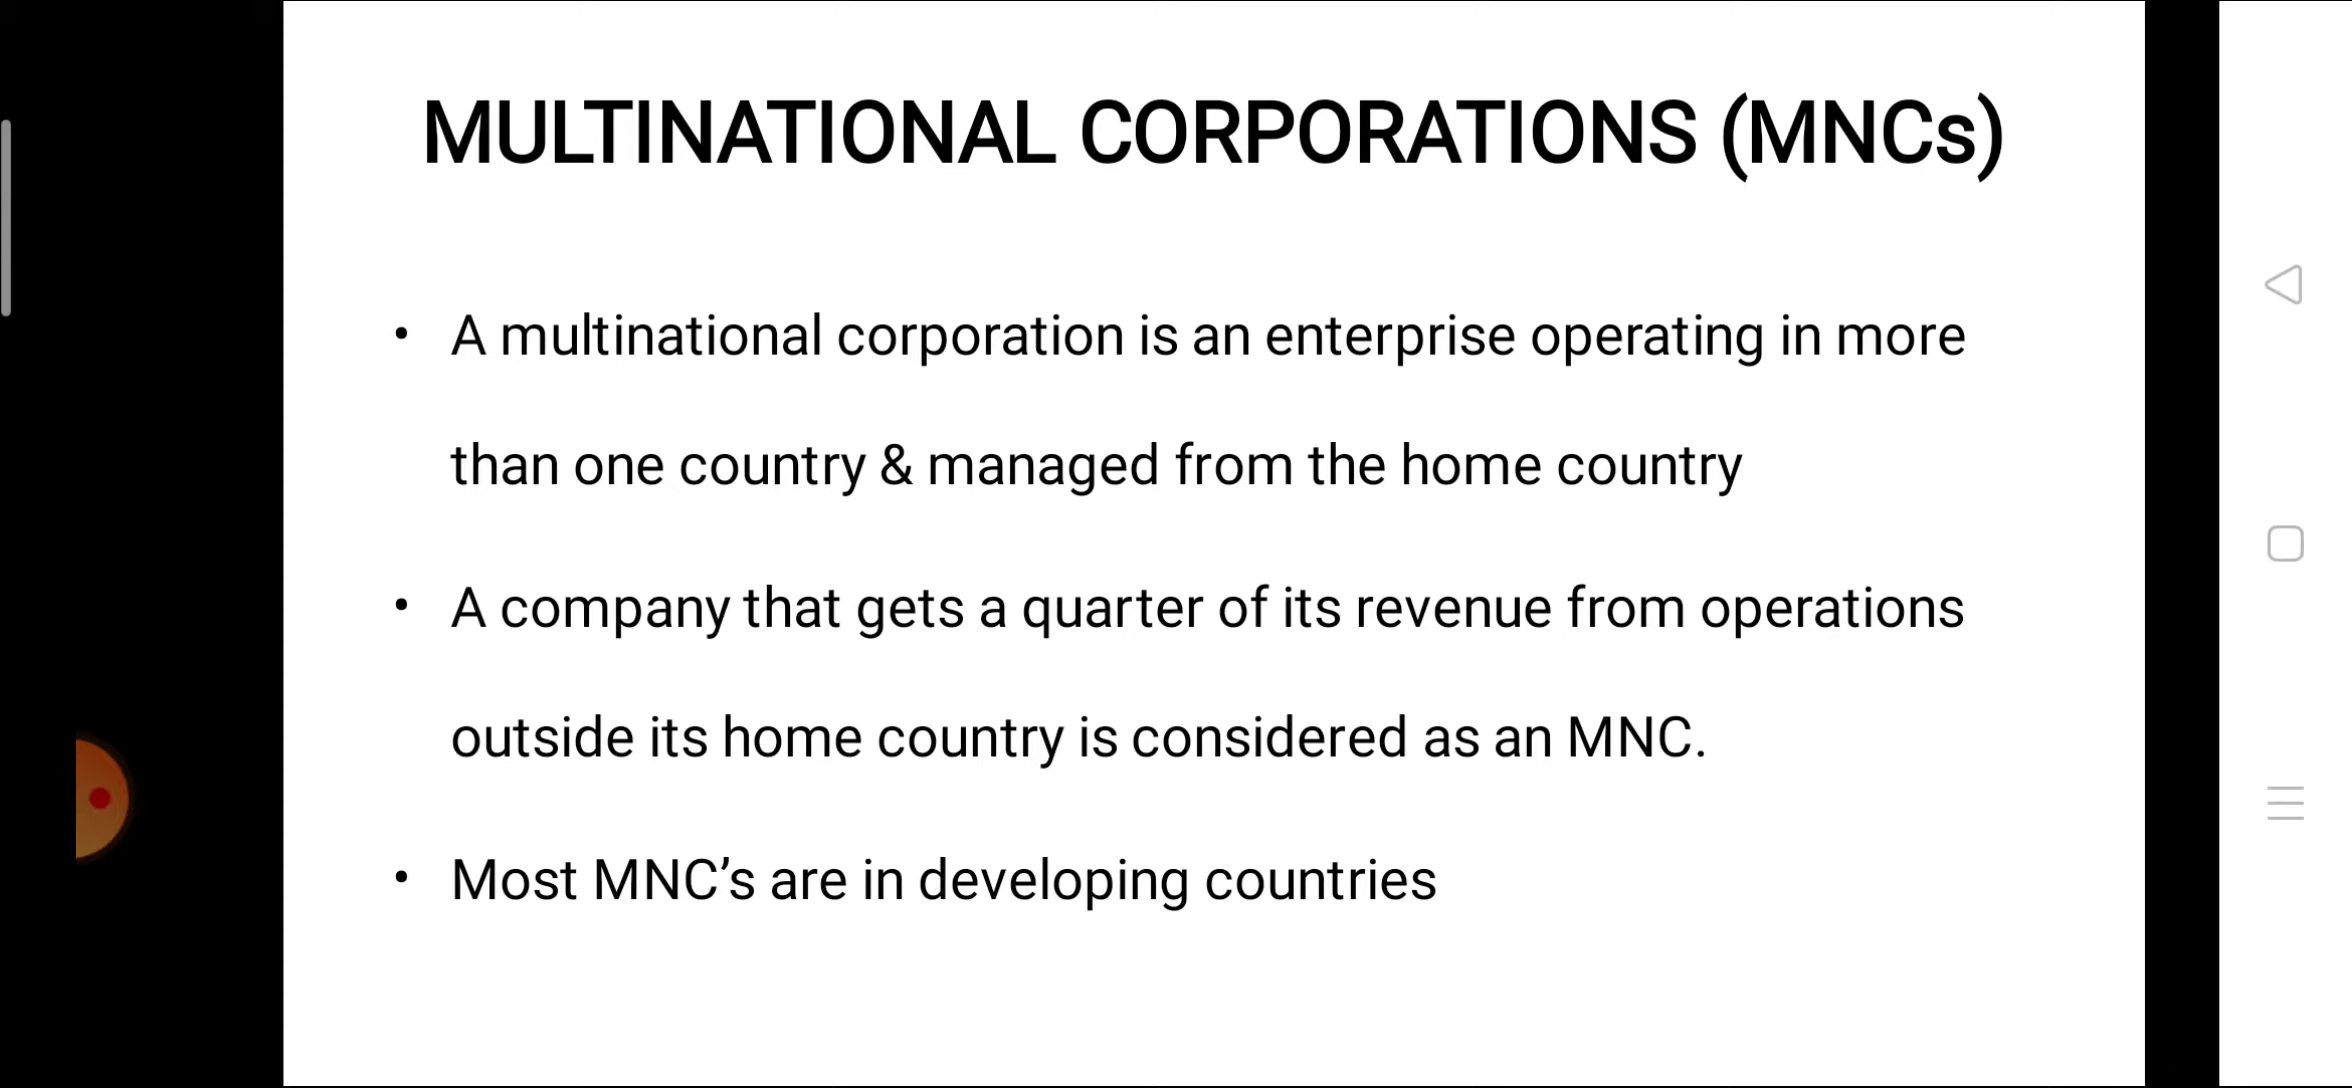 MULTINATIONAL CORPORATIONS (MNCs)
• A multinational corporation is an enterprise operating in more
than one country & managed from the home country
• A company that gets a quarter of its revenue from operations
outside its home country is considered as an MNC.
• Most MNC’s are in developing countries